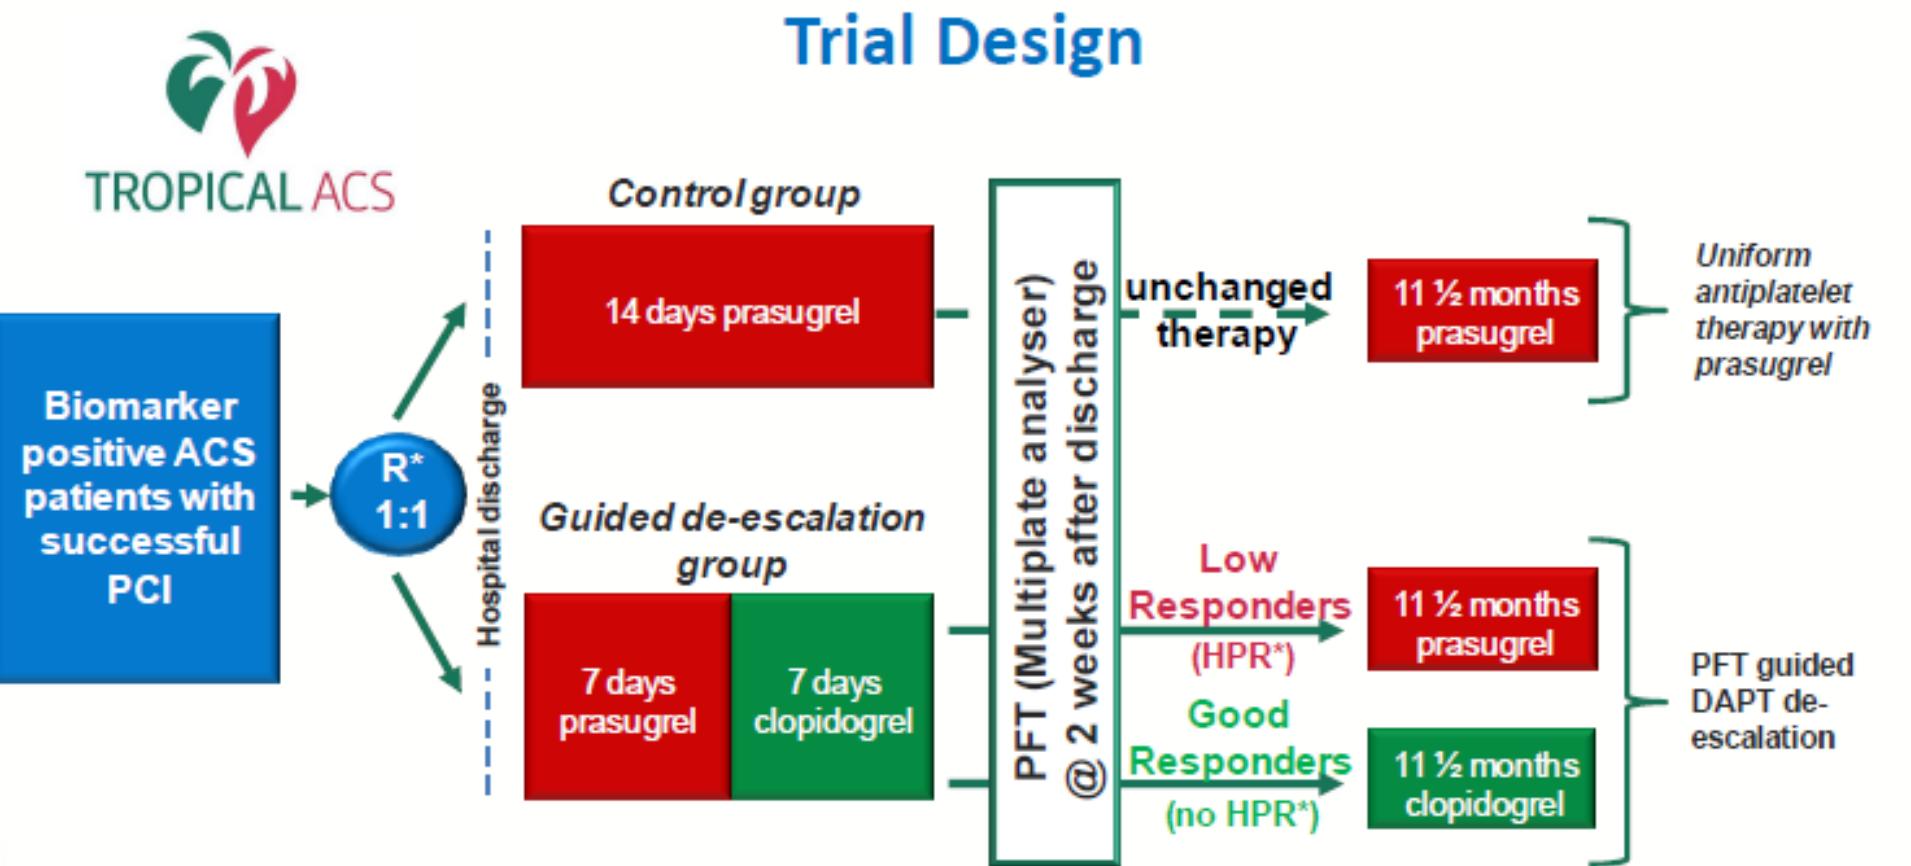 Trial Design
TROPICAL ACS
Biomarker
positive ACS
patients with
successful
PCI
R*
1:1
Hospital discharge
Control group
14 days prasugrel
Guided de-escalation
group
7 days
prasugrel
7 days
clopidogrel
PFT (Multiplate analyser)
@ 2 weeks after discharge
unchanged
therapy
11 ½ months
prasugrel
Uniform
antiplatelet
therapy with
prasugrel
Low
Responders
(HPR*)
11 ½ months
prasugrel
Good
Responders
(no HPR*)
11 ½ months
clopidogrel
PFT guided
DAPT de-
escalation